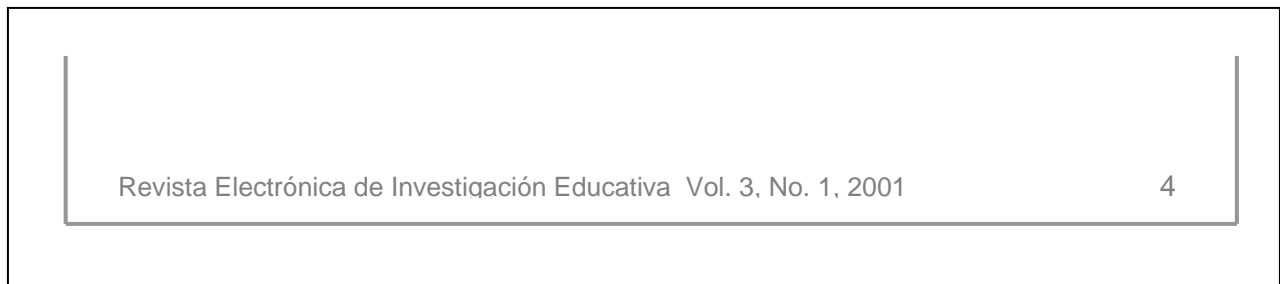 Revista Electrónica de Investigación Educativa Vol. 3, No. 1, 2001 4